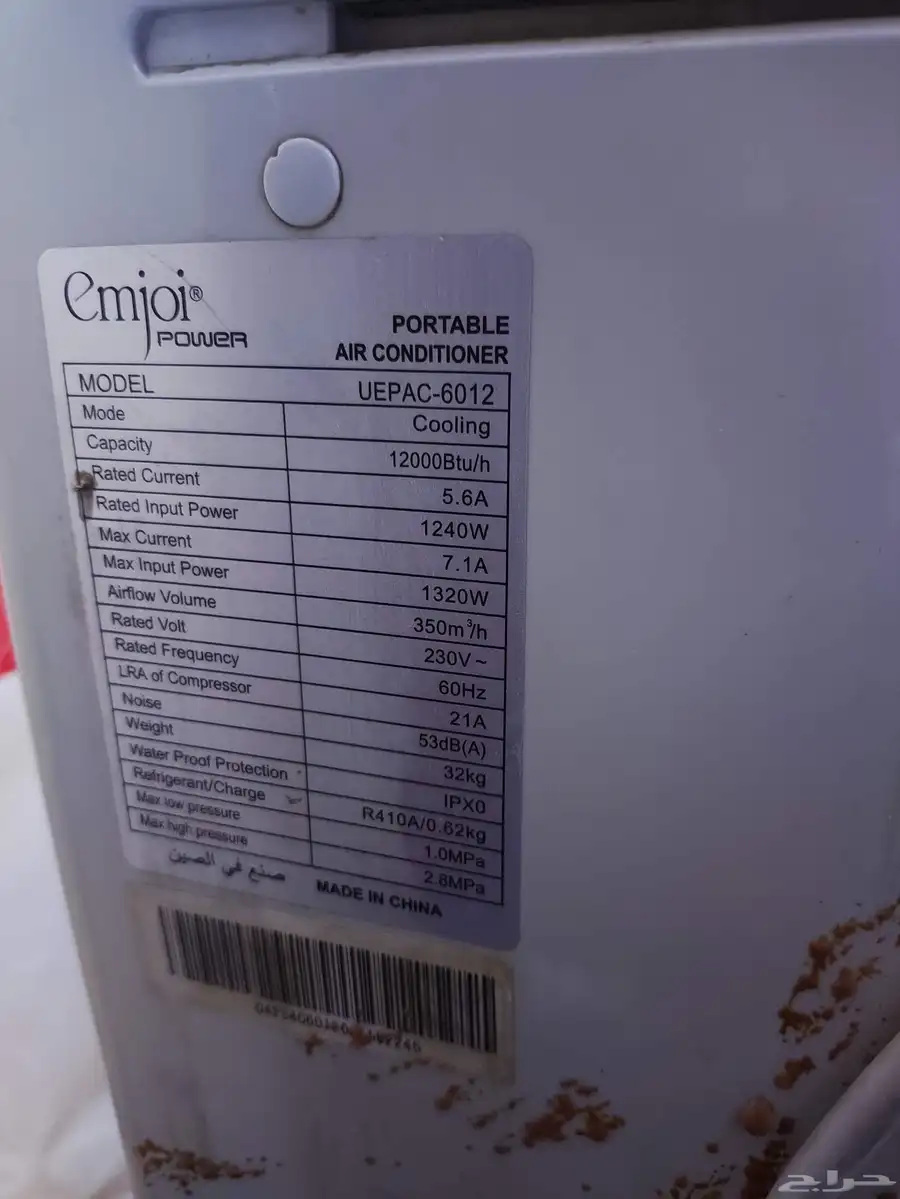 emjoi®
POWER
PORTABLE
AIR CONDITIONER
MODEL UEPAC-6012
Mode Cooling
Capacity 12000Btu/h
Rated Current 5.6A
Rated Input Power 1240W
Max Current 7.1A
Max Input Power 1320W
Airflow Volume 350m³/h
Rated Volt 230V~
Rated Frequency 60Hz
LRA of Compressor 21A
Noise 53dB(A)
Weight 32kg
Water Proof Protection IPX0
Refrigerant/Charge R410A/0.62kg
Max low pressure 1.0MPa
Max high pressure 2.8MPa
صنع في الصين MADE IN CHINA
حراج